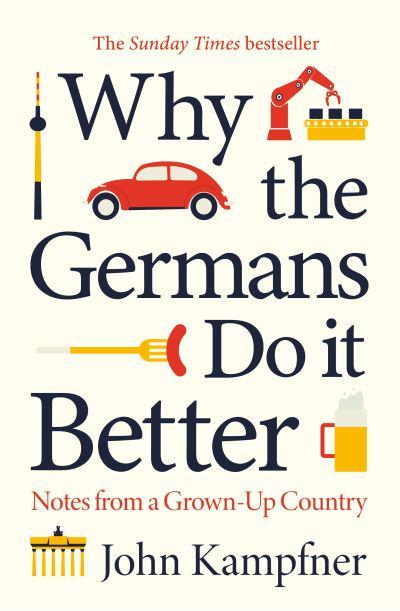 The Sunday Times bestseller
Why
the
Germans
Do it
Better
Notes from a Grown-Up Country
John Kampfner